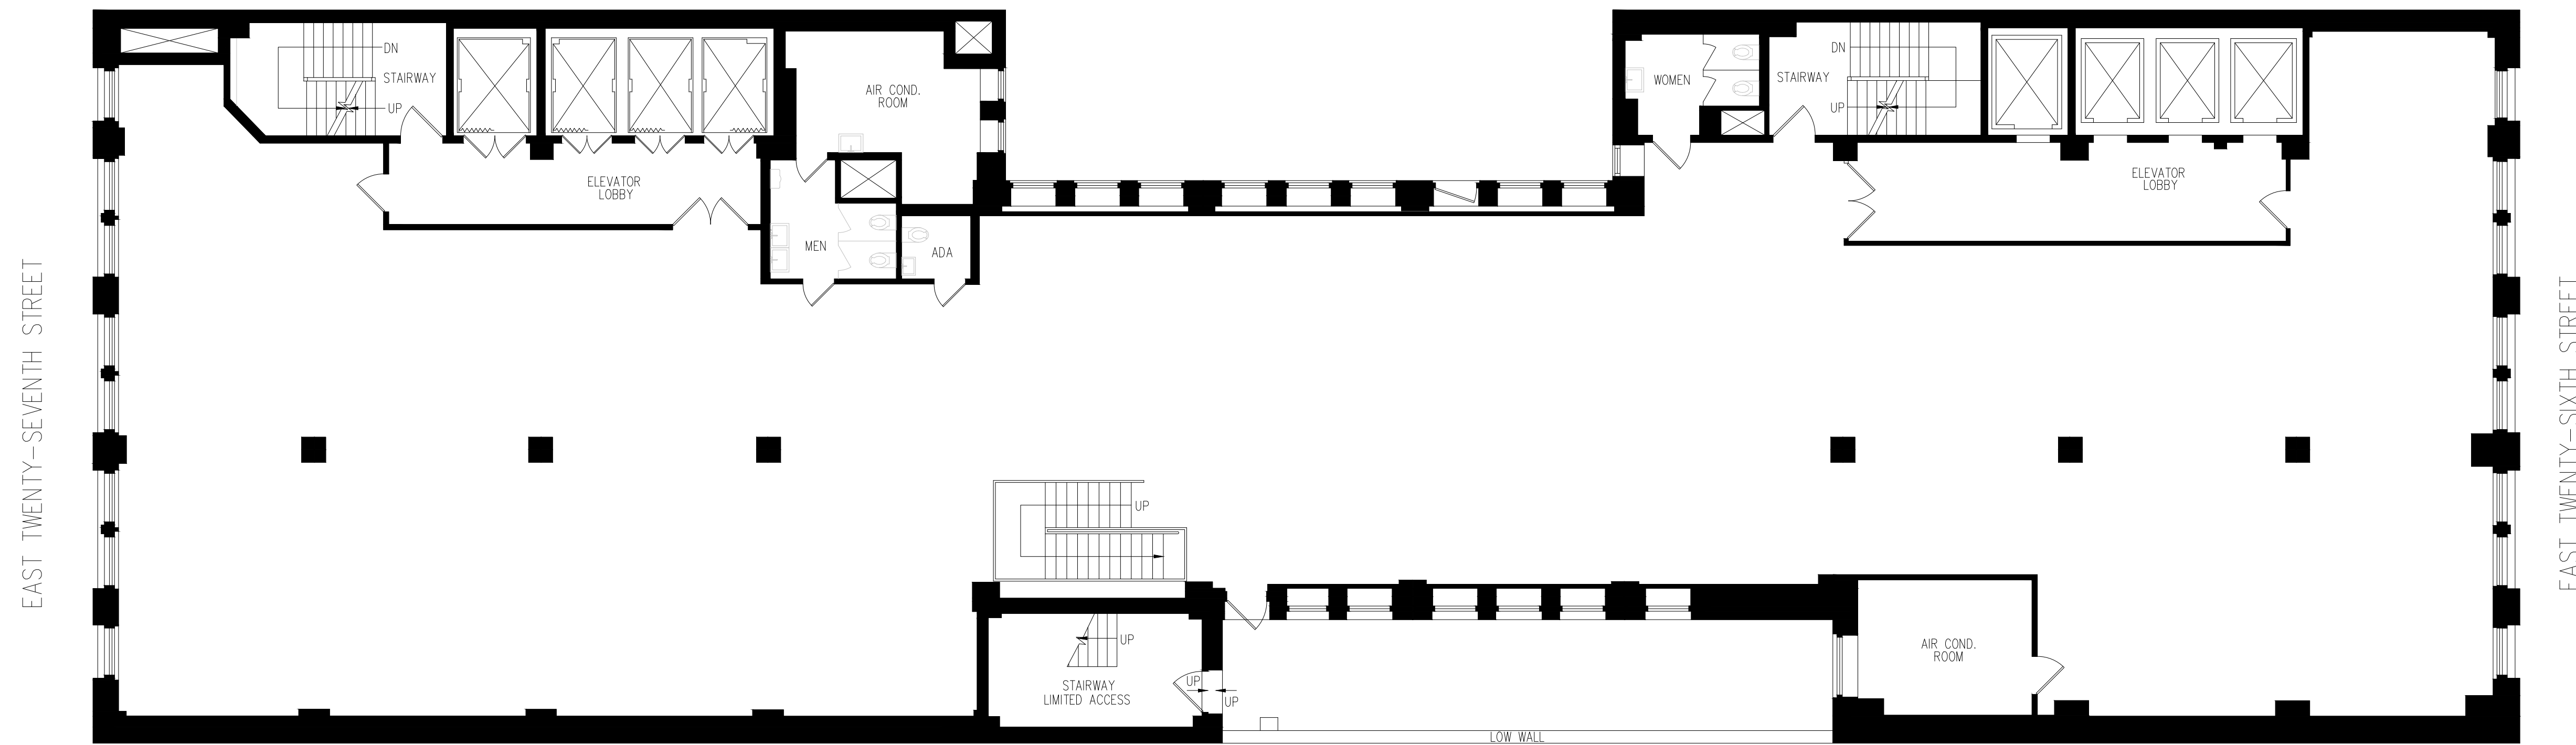 EAST TWENTY-SEVENTH STREET
DN
STAIRWAY
UP
ELEVATOR
LOBBY
AIR COND.
ROOM
MEN
ADA
WOMEN
DN
STAIRWAY
UP
ELEVATOR
LOBBY
UP
UP
STAIRWAY
LIMITED ACCESS
UP
UP
AIR COND.
ROOM
LOW WALL
EAST TWENTY-SIXTH STREET